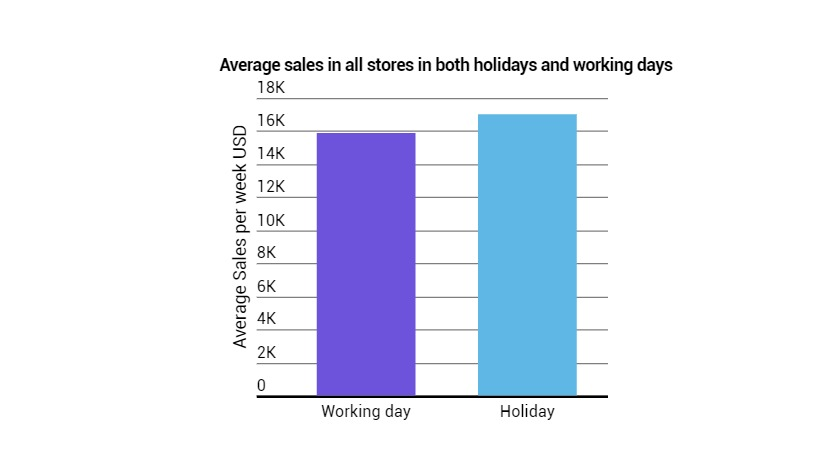 Average sales in all stores in both holidays and working days
Average Sales per week USD
18K
16K
14K
12K
10K
8K
6K
4K
2K
0
Working day
Holiday